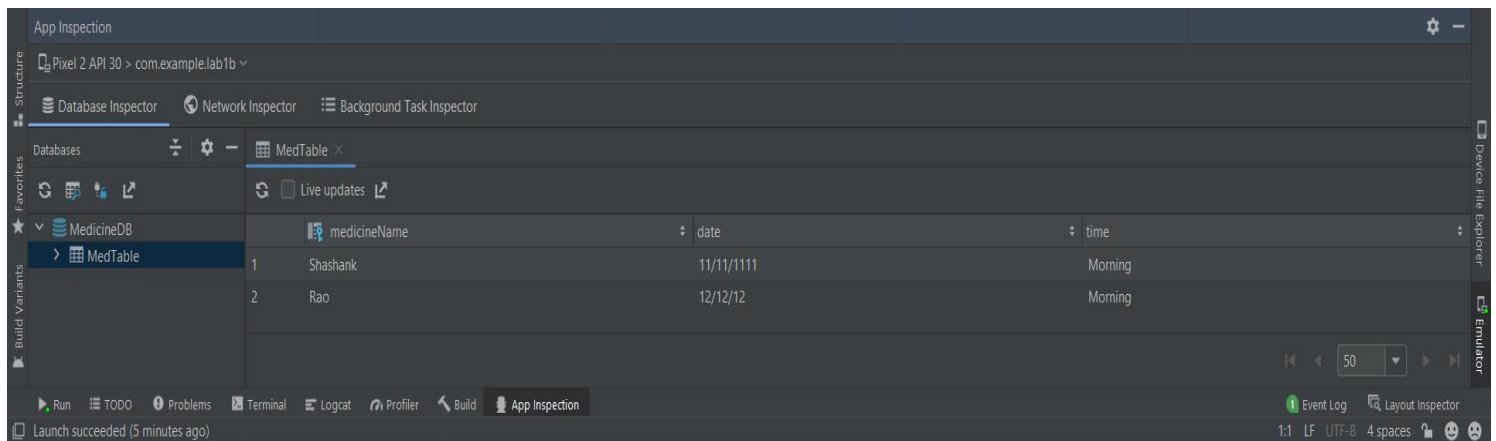 App Inspection
Pixel 2 API 30 > com.example.lab1b
Database Inspector Network Inspector Background Task Inspector
Databases MedTable
Live updates
MedicineDB medicineName date time
MedTable
1 Shashank 11/11/1111 Morning
2 Rao 12/12/12 Morning
50
Run TODO Problems Terminal Logcat Profiler Build App Inspection 1 Event Log Layout Inspector
Launch succeeded (5 minutes ago) 1:1 LF UTF-8 4 spaces
Structure
Favorites
Build Variants
Device File Explorer
Emulator